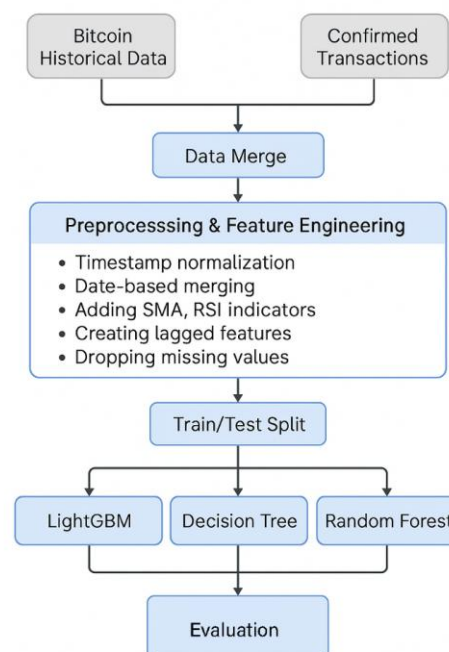 Bitcoin
Historical Data
Confirmed
Transactions
Data Merge
Preprocesssing & Feature Engineering
• Timestamp normalization
• Date-based merging
• Adding SMA, RSI indicators
• Creating lagged features
• Dropping missing values
Train/Test Split
LightGBM
Decision Tree
Random Forest
Evaluation